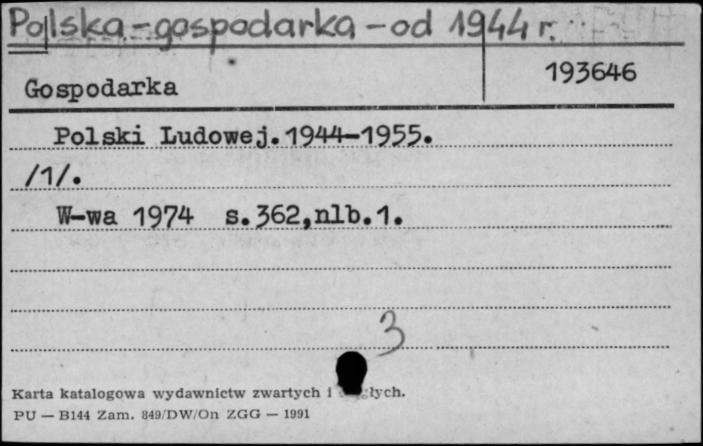 Polska - gospodarka - od 1944 r.
193646
Gospodarka
Polski Ludowej.1944-1955.
/1/.
W-wa 1974 s.362,nlb.1.
3
Karta katalogowa wydawnictw zwartych i
PU — B144 Zam. 849/DW/On ZGG — 1991